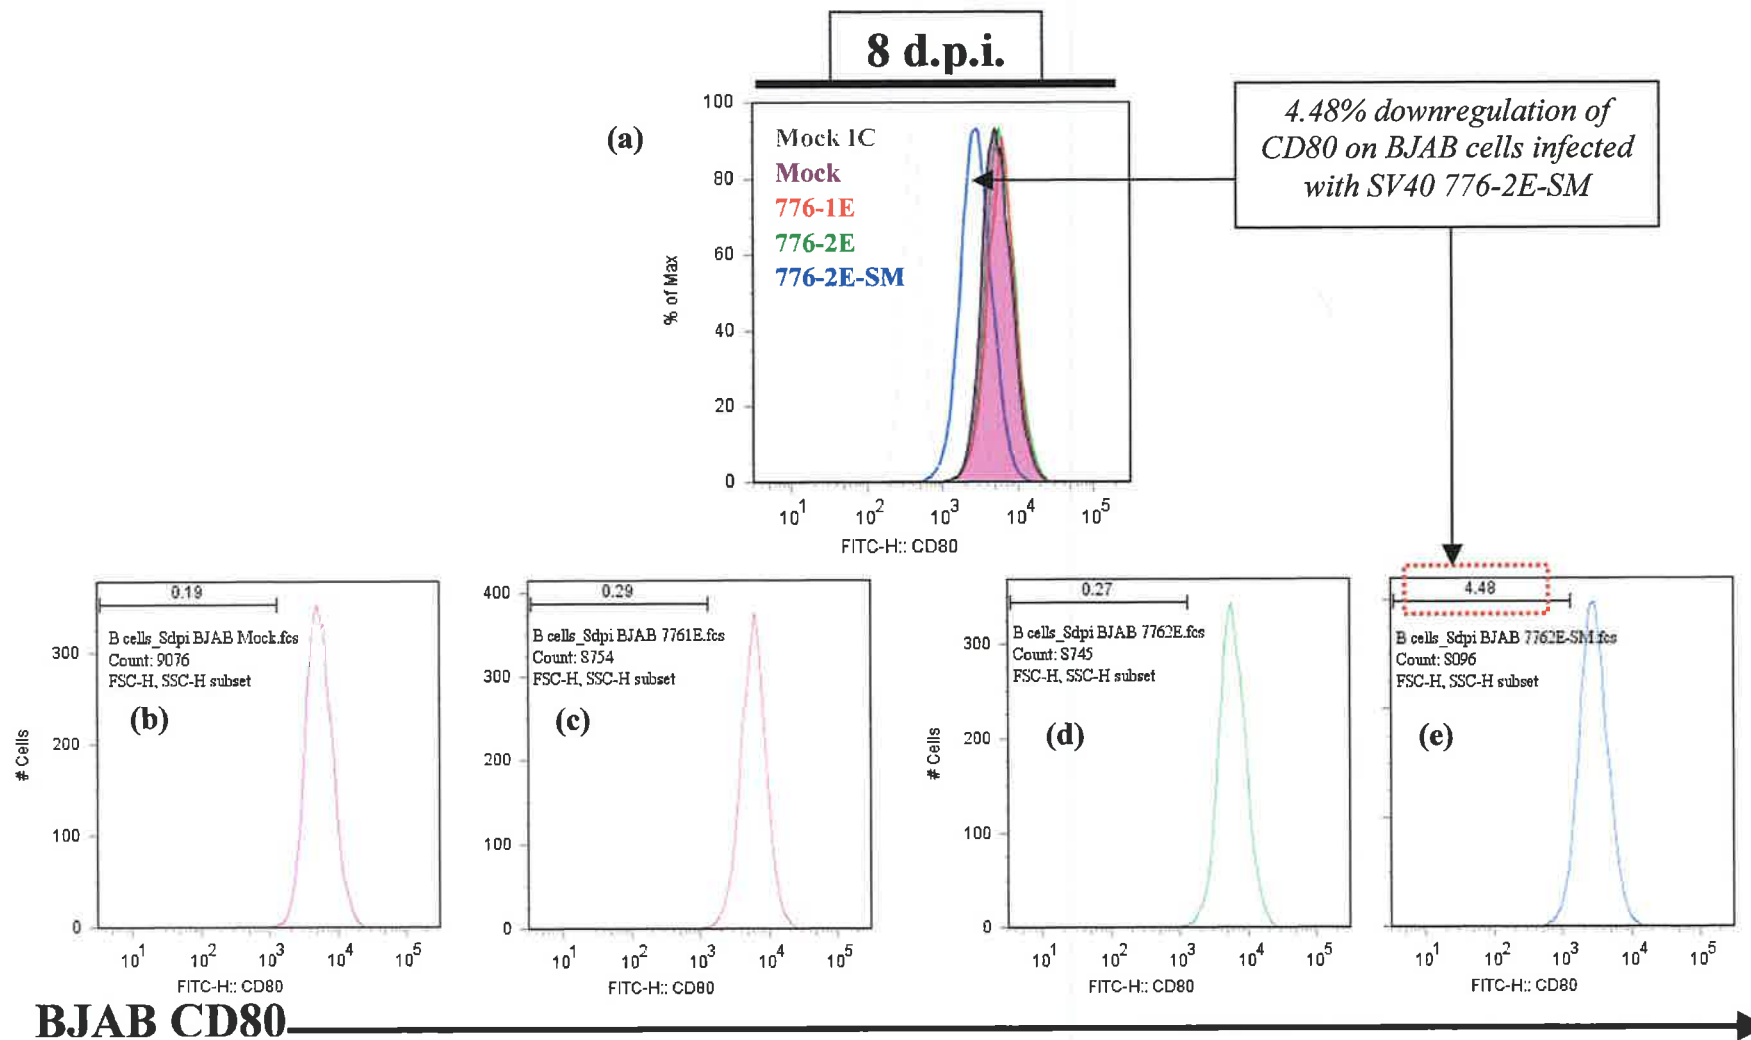 8 d.p.i.
(a)
4.48% downregulation of
CD80 on BJAB cells infected
with SV40 776-2E-SM
Mock 1C
Mock
776-1E
776-2E
776-2E-SM
% of Max
100
80
60
40
20
0
10^1 10^2 10^3 10^4 10^5
FITC-H:: CD80
0.19
B cells_Sdpi BJAB Mock.fcs
Count: 9076
FSC-H, SSC-H subset
(b)
# Cells
300
200
100
0
10^1 10^2 10^3 10^4 10^5
FITC-H:: CD80
0.29
B cells_Sdpi BJAB 7761E.fcs
Count: S754
FSC-H, SSC-H subset
(c)
400
300
200
100
0
10^1 10^2 10^3 10^4 10^5
FITC-H:: CD80
0.27
B cells_Sdpi BJAB 7762E.fcs
Count: S745
FSC-H, SSC-H subset
(d)
# Cells
300
200
100
0
10^1 10^2 10^3 10^4 10^5
FITC-H:: CD80
4.48
B cells_Sdpi BJAB 7762E-SM.fcs
Count: S096
FSC-H, SSC-H subset
(e)
10^1 10^2 10^3 10^4 10^5
FITC-H:: CD80
BJAB CD80